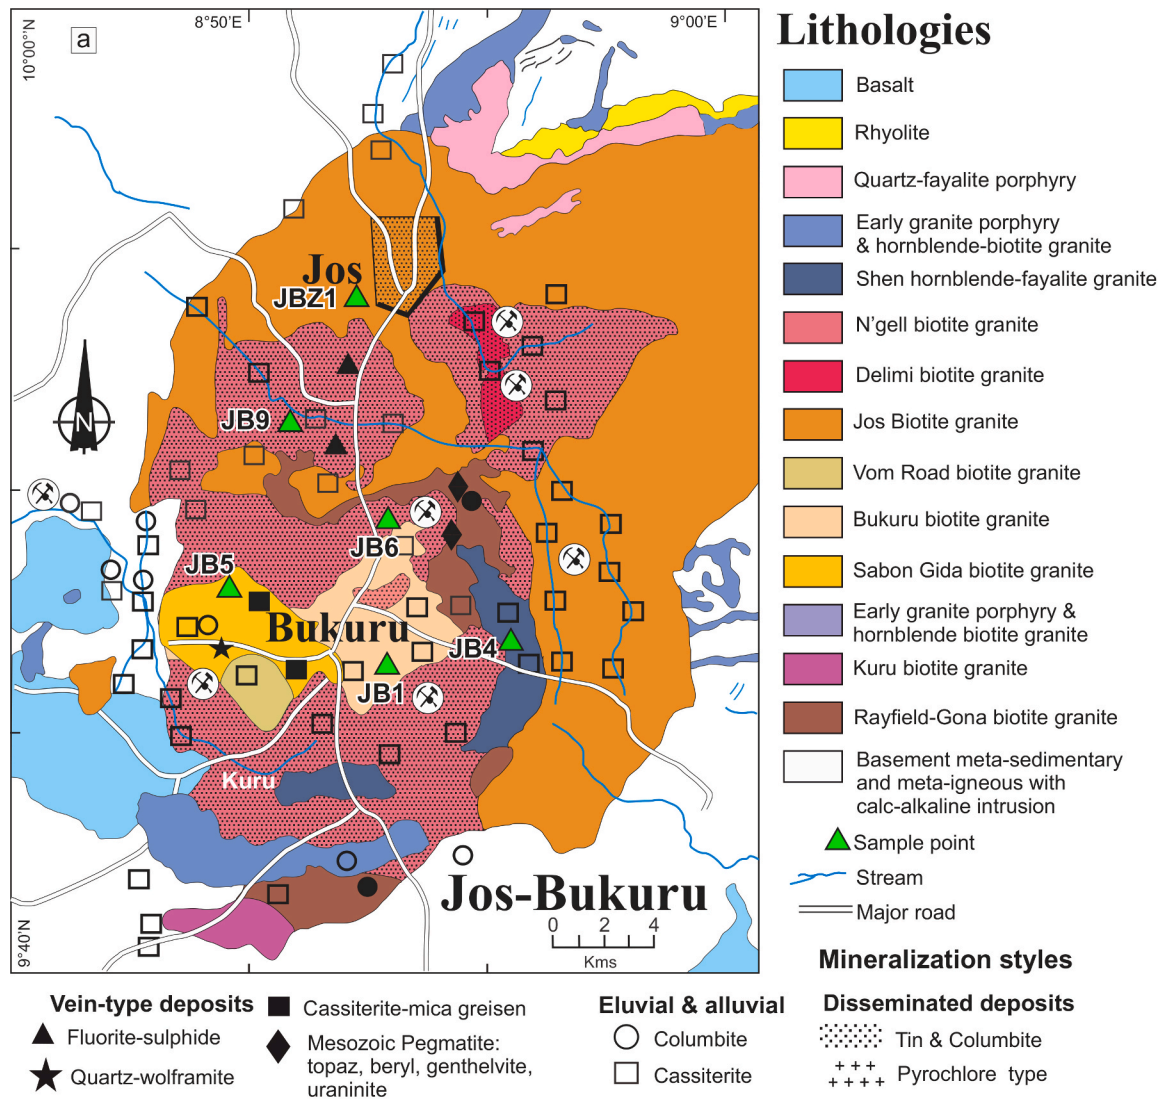 a
8°50'E
9°00'E
10°00°'N
9°40'N
N
Jos
JBZ1
JB9
JB6
JB5
Bukuru
JB4
JB1
Kuru
Jos-Bukuru
0 2 4
Kms
Lithologies
Basalt
Rhyolite
Quartz-fayalite porphyry
Early granite porphyry
& hornblende-biotite granite
Shen hornblende-fayalite granite
N'gell biotite granite
Delimi biotite granite
Jos Biotite granite
Vom Road biotite granite
Bukuru biotite granite
Sabon Gida biotite granite
Early granite porphyry &
hornblende biotite granite
Kuru biotite granite
Rayfield-Gona biotite granite
Basement meta-sedimentary
and meta-igneous with
calc-alkaline intrusion
Sample point
Stream
Major road
Mineralization styles
Vein-type deposits
Fluorite-sulphide
Quartz-wolframite
Cassiterite-mica greisen
Mesozoic Pegmatite:
topaz, beryl, genthelvite,
uraninite
Eluvial & alluvial
Columbite
Cassiterite
Disseminated deposits
Tin & Columbite
Pyrochlore type